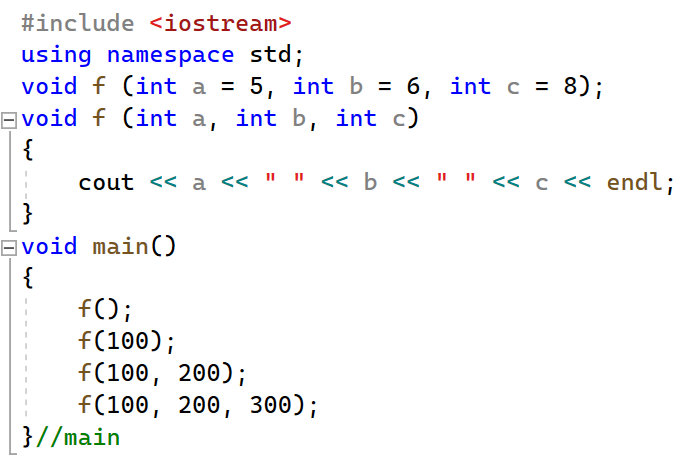 #include <iostream>
using namespace std;
void f (int a = 5, int b = 6, int c = 8);
void f (int a, int b, int c)
{
    cout << a << " " << b << " " << c << endl;
}
void main()
{
    f();
    f(100);
    f(100, 200);
    f(100, 200, 300);
}//main